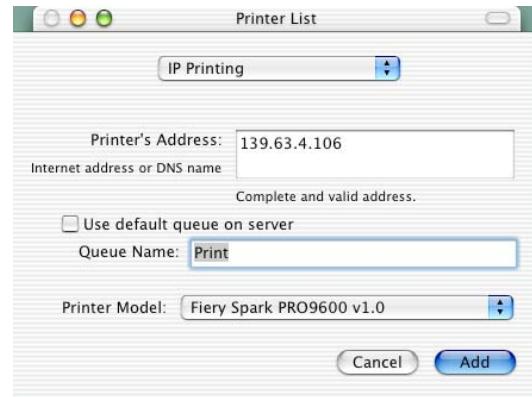 Printer List
IP Printing
Printer's Address: 139.63.4.106
Internet address or DNS name
Complete and valid address.
Use default queue on server
Queue Name: Print
Printer Model: Fiery Spark PRO9600 v1.0
Cancel Add